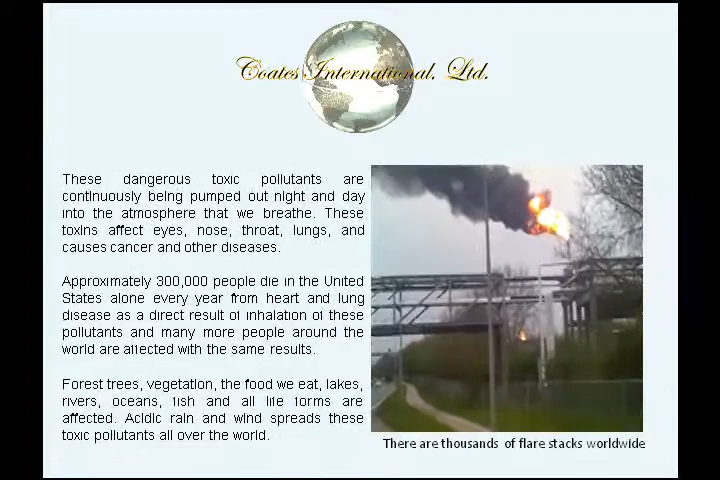 Coates International, Ltd.
These dangerous toxic pollutants are
continuously being pumped out night and day
into the atmosphere that we breathe. These
toxins affect eyes, nose, throat, lungs, and
causes cancer and other diseases.
Approximately 300,000 people die in the United
States alone every year from heart and lung
disease as a direct result of inhalation of these
pollutants and many more people around the
world are affected with the same results.
Forest trees, vegetation, the food we eat, lakes,
rivers, oceans, fish and all life forms are
affected. Acidic rain and wind spreads these
toxic pollutants all over the world.
There are thousands of flare stacks worldwide